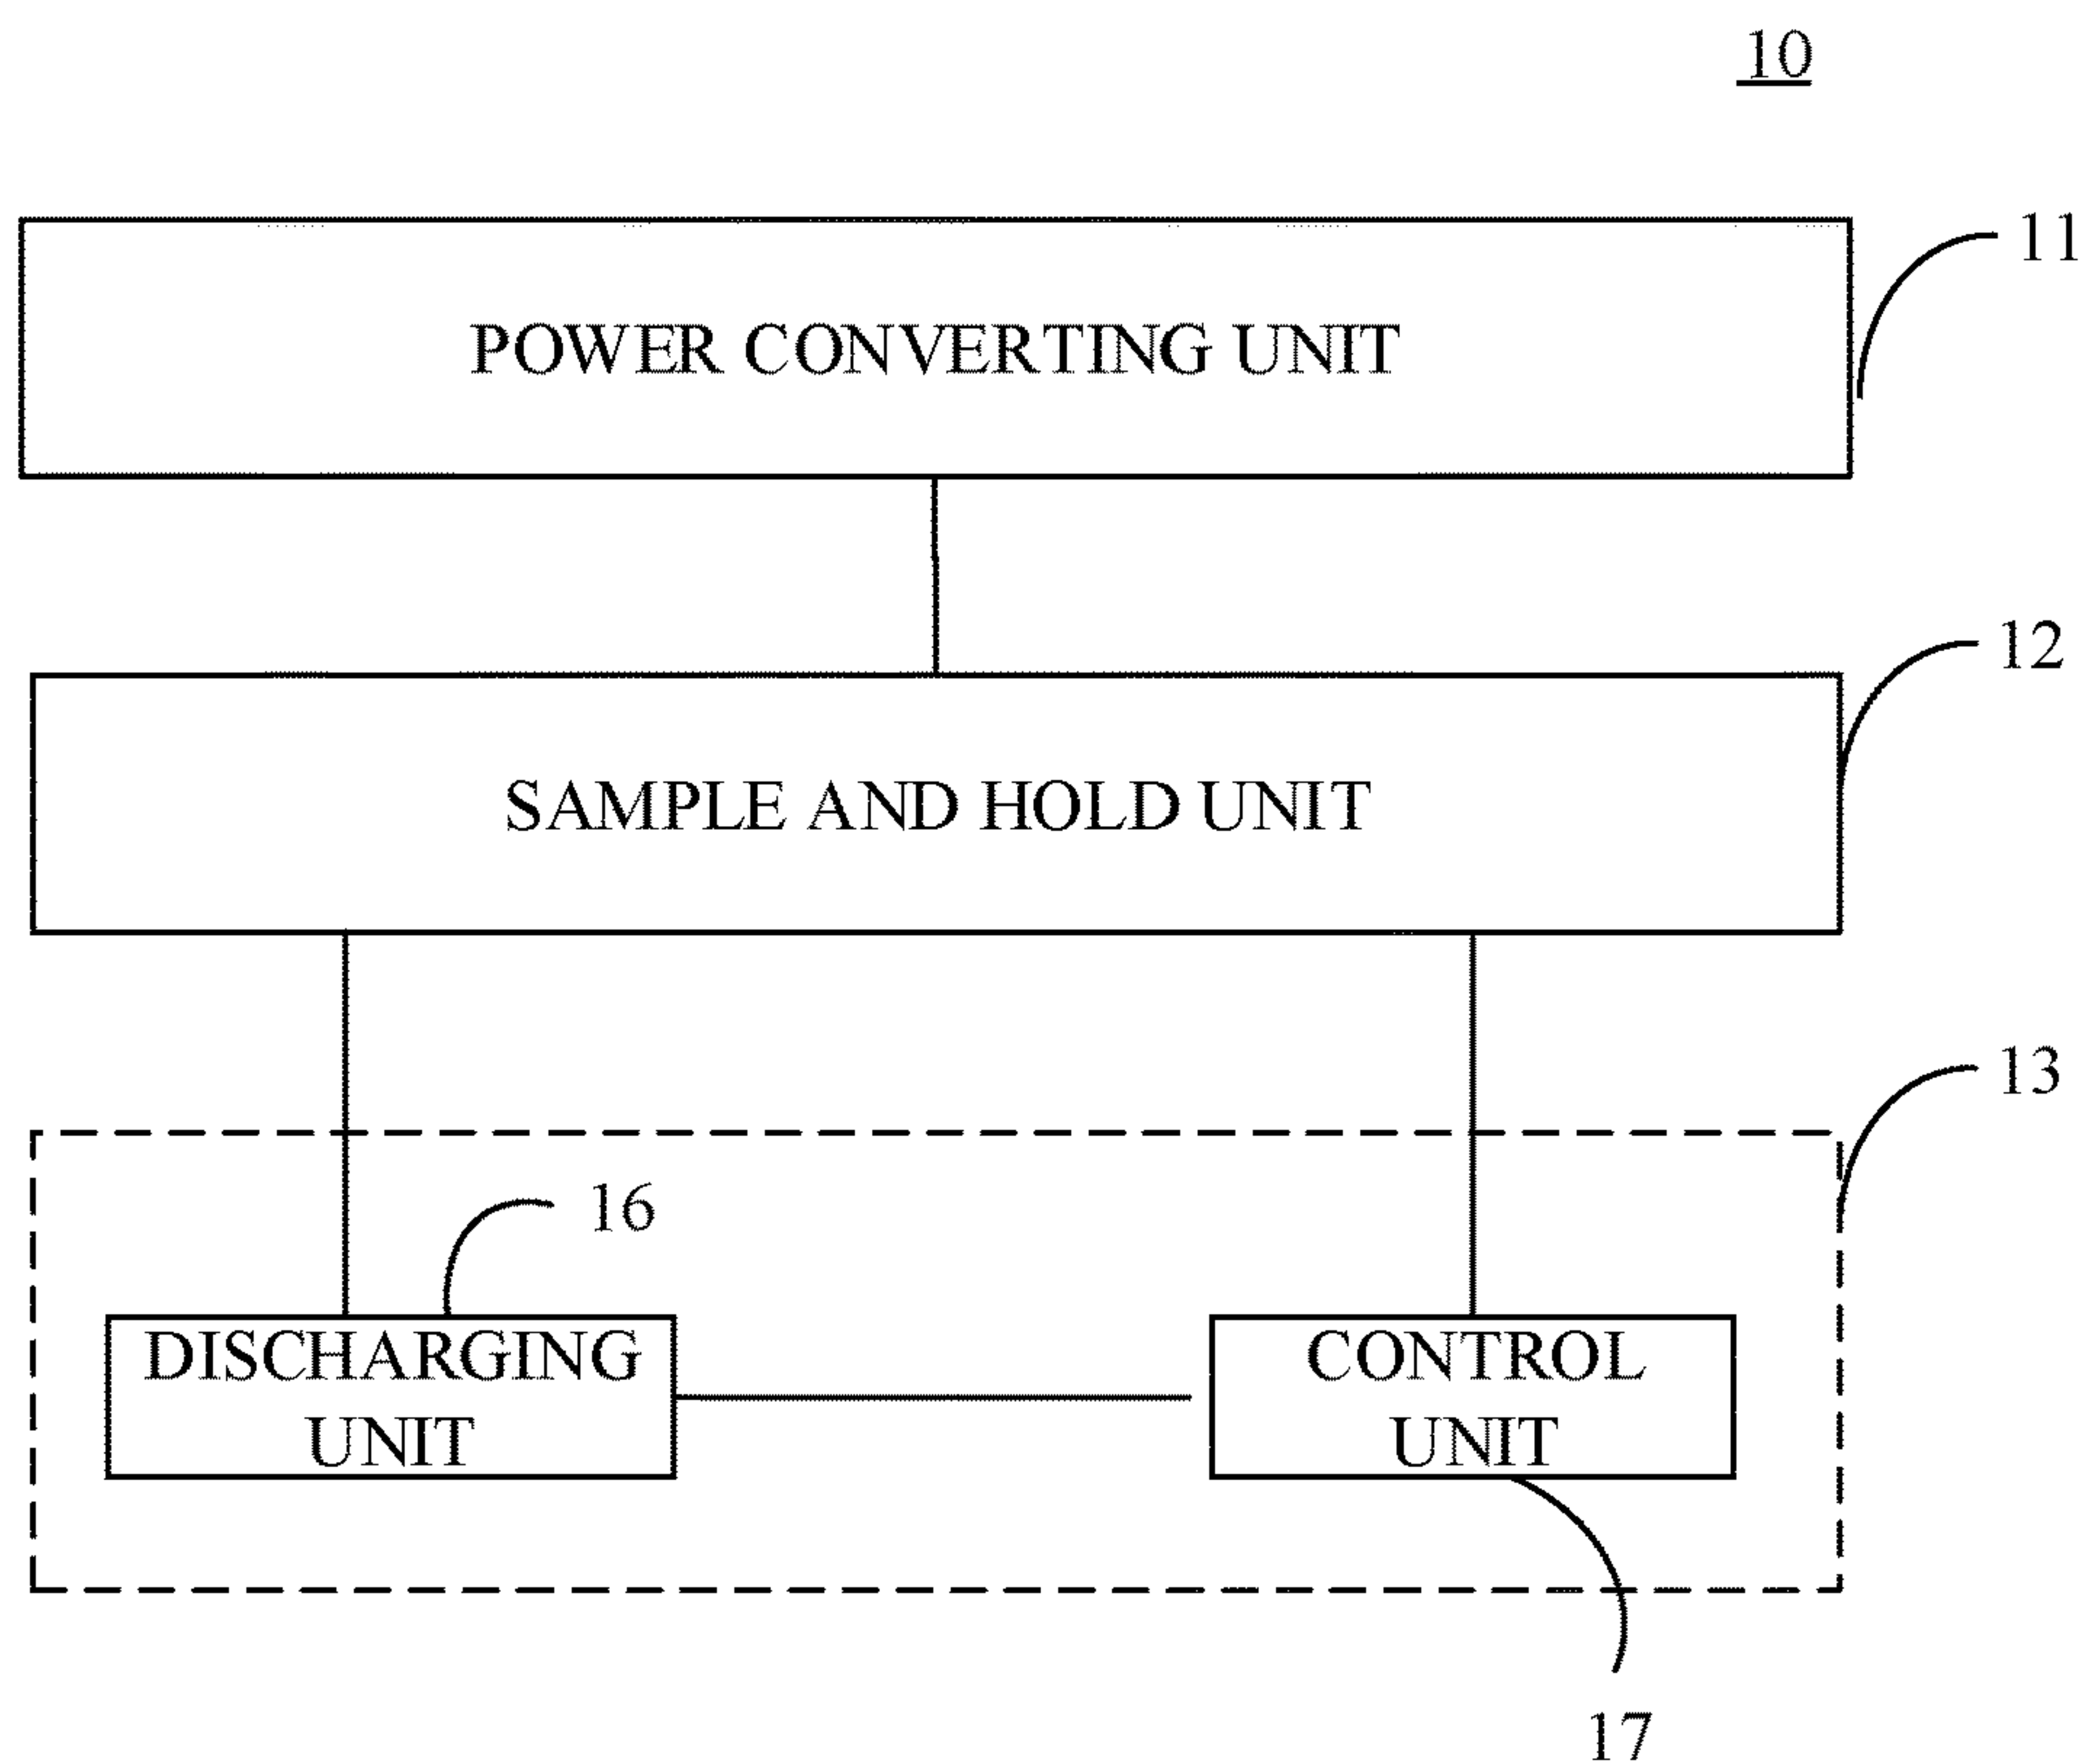 10
11
POWER CONVERTING UNIT
12
SAMPLE AND HOLD UNIT
13
16
DISCHARGING
UNIT
CONTROL
UNIT
17